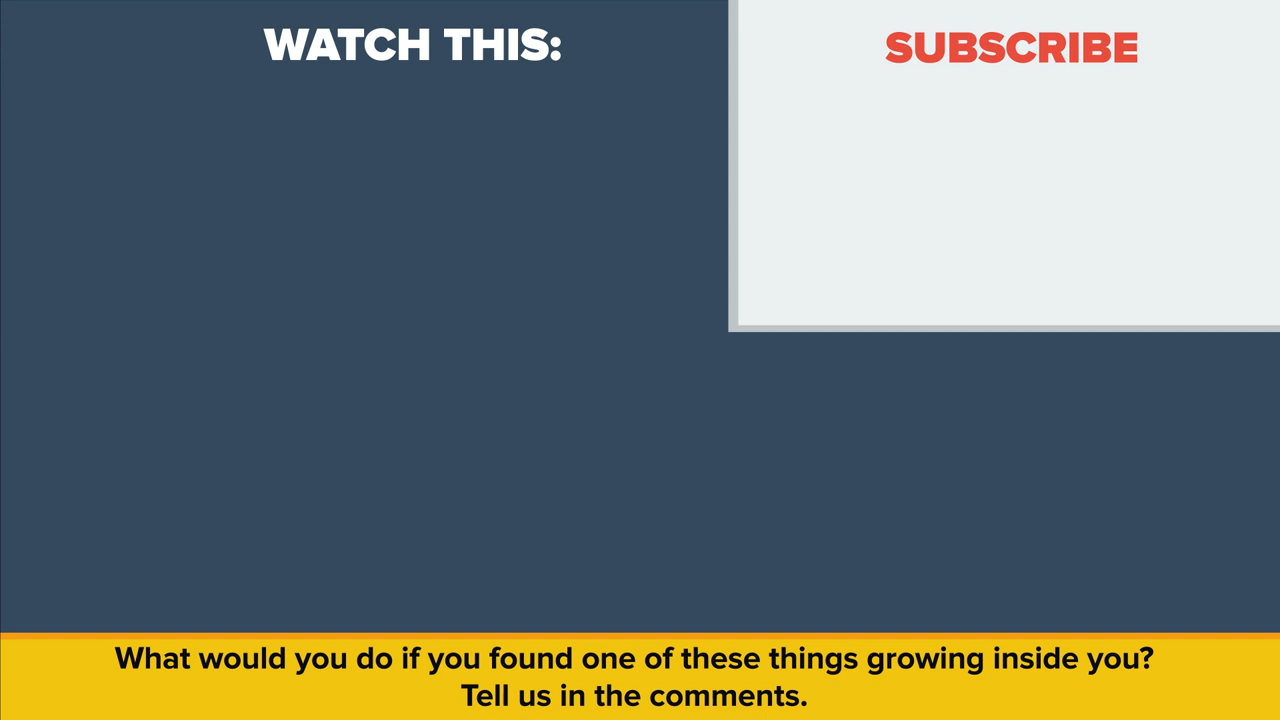 WATCH THIS:
SUBSCRIBE
What would you do if you found one of these things growing inside you?
Tell us in the comments.